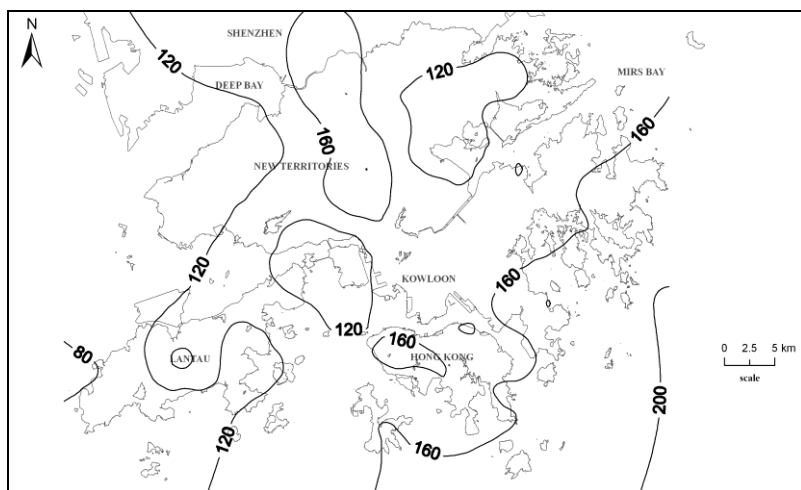 N
SHENZHEN
120
DEEP BAY
120
MIRS BAY
160
160
NEW TERRITORIES
120
KOWLOON
160
120
160
80
LANTAU
HONG KONG
0 2.5 5 km
scale
200
120
160